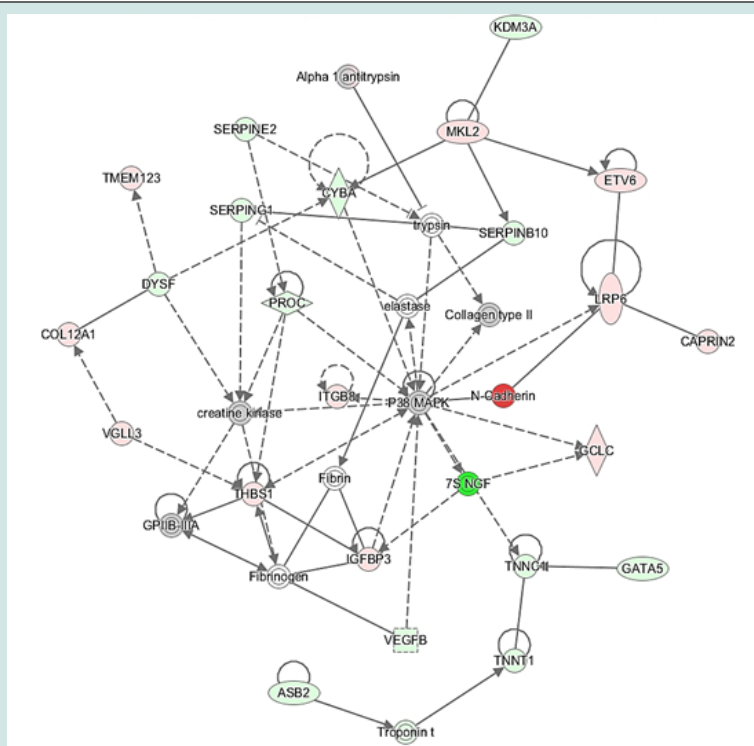 KDM3A
Alpha 1 antitrypsin
SERPINE2
MKL2
TMEM123
ETV6
CYBA
SERPING1
trypsin
SERPINB10
DYSF
PROC
elastase
Collagen type II
LRP6
COL12A1
CAPRIN2
ITGB8
P38 MAPK
N-Cadherin
creatine kinase
VGLL3
GCLC
Fibrin
7S NGF
THBS1
GPIIB-IIIA
IGFBP3
Fibrinogen
TNNC1
GATA5
VEGFB
TNNT1
ASB2
Troponin t